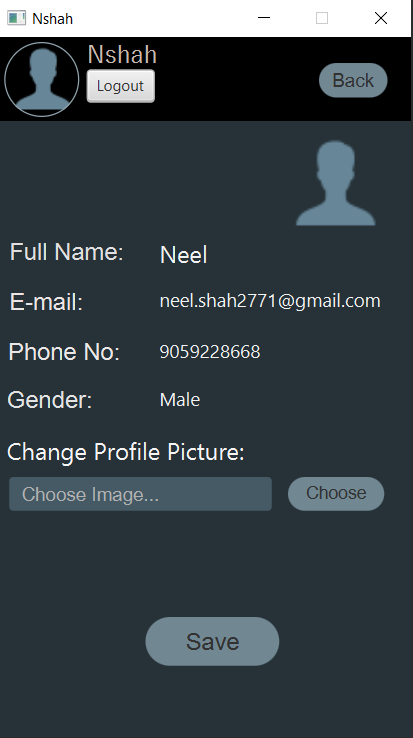 Nshah
Nshah
Logout
Back
Full Name: Neel
E-mail: neel.shah2771@gmail.com
Phone No: 9059228668
Gender: Male
Change Profile Picture:
Choose Image... Choose
Save